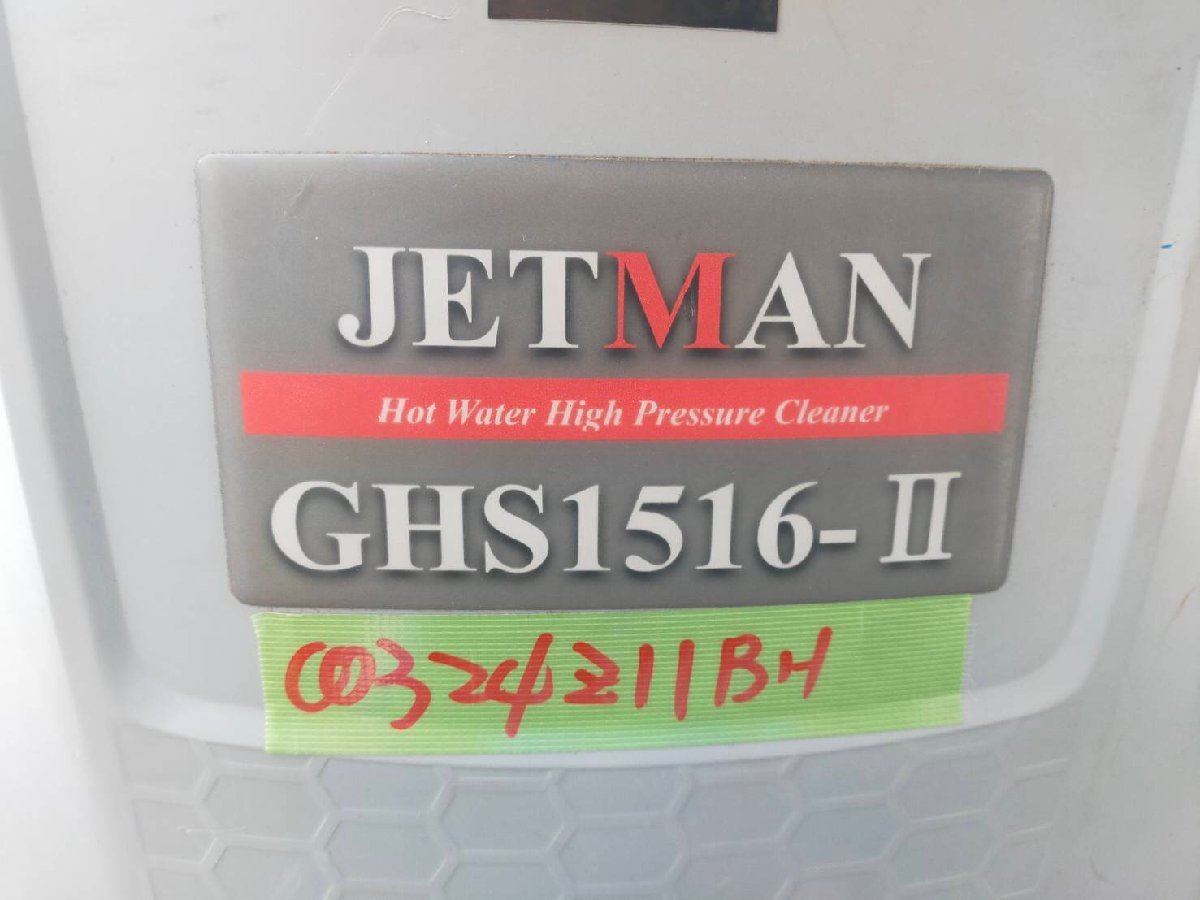 JETMAN
Hot Water High Pressure Cleaner
GHS1516-II
00324211BH